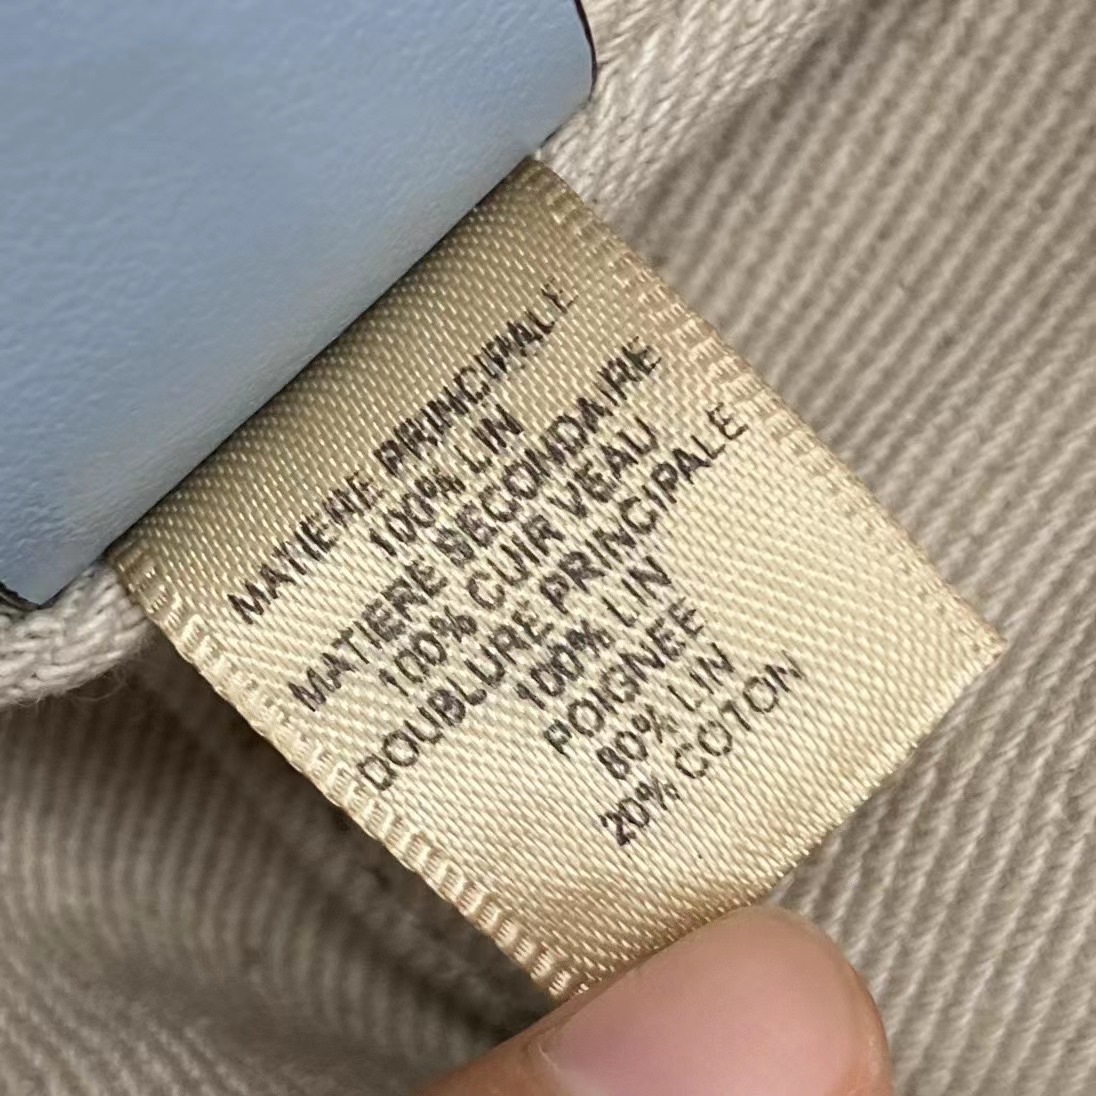 MATIERE PRINCIPALE
100% LIN
MATIERE SECONDAIRE
100% CUIR VEAU
DOUBLURE PRINCIPALE
100% LIN
POIGNEE
80% LIN
20% COTON